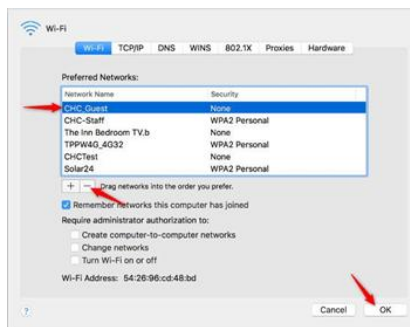 Wi-Fi
Wi-Fi TCP/IP DNS WINS 802.1X Proxies Hardware
Preferred Networks:
Network Name Security
CHC_Guest None
CHC-Staff WPA2 Personal
The Inn Bedroom TV.b None
TPPW4G_4G32 WPA2 Personal
CHCTest None
Solar24 WPA2 Personal
+ − Drag networks into the order you prefer.
Remember networks this computer has joined
Require administrator authorization to:
Create computer-to-computer networks
Change networks
Turn Wi-Fi on or off
Wi-Fi Address: 54:26:96:cd:48:bd
? Cancel OK